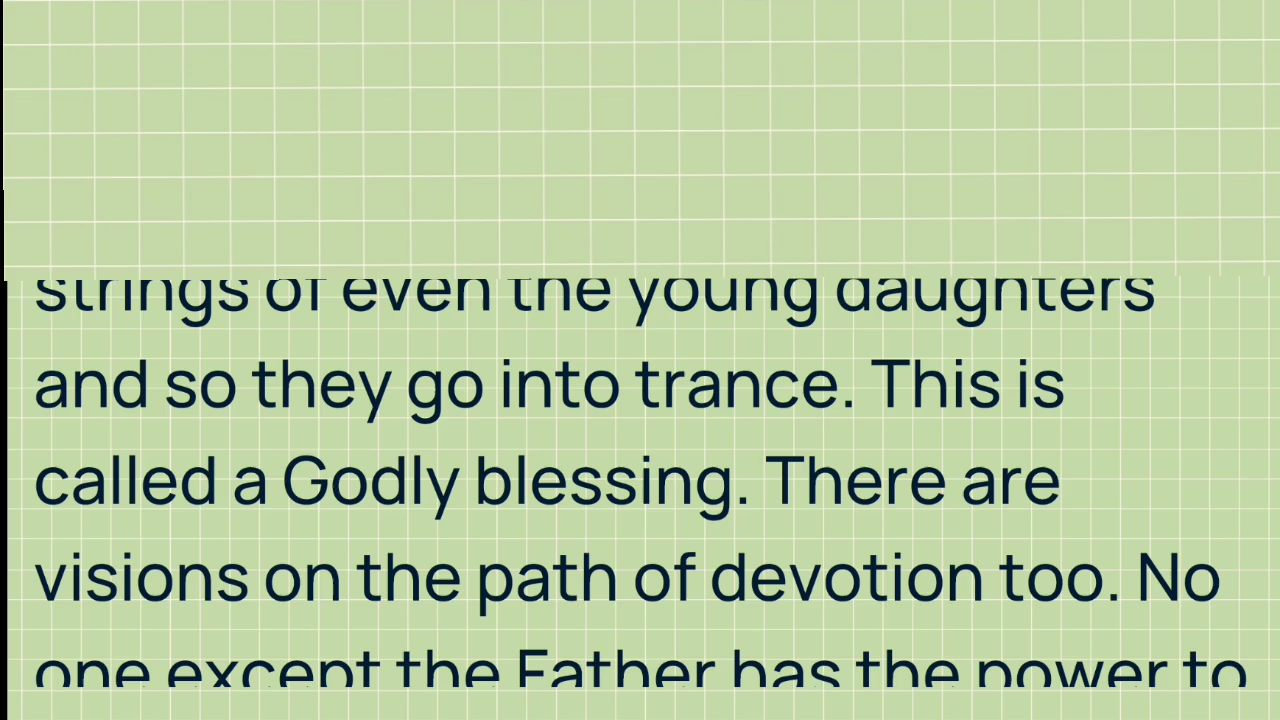 strings of even the young daughters
and so they go into trance. This is
called a Godly blessing. There are
visions on the path of devotion too. No
one except the Father has the power to